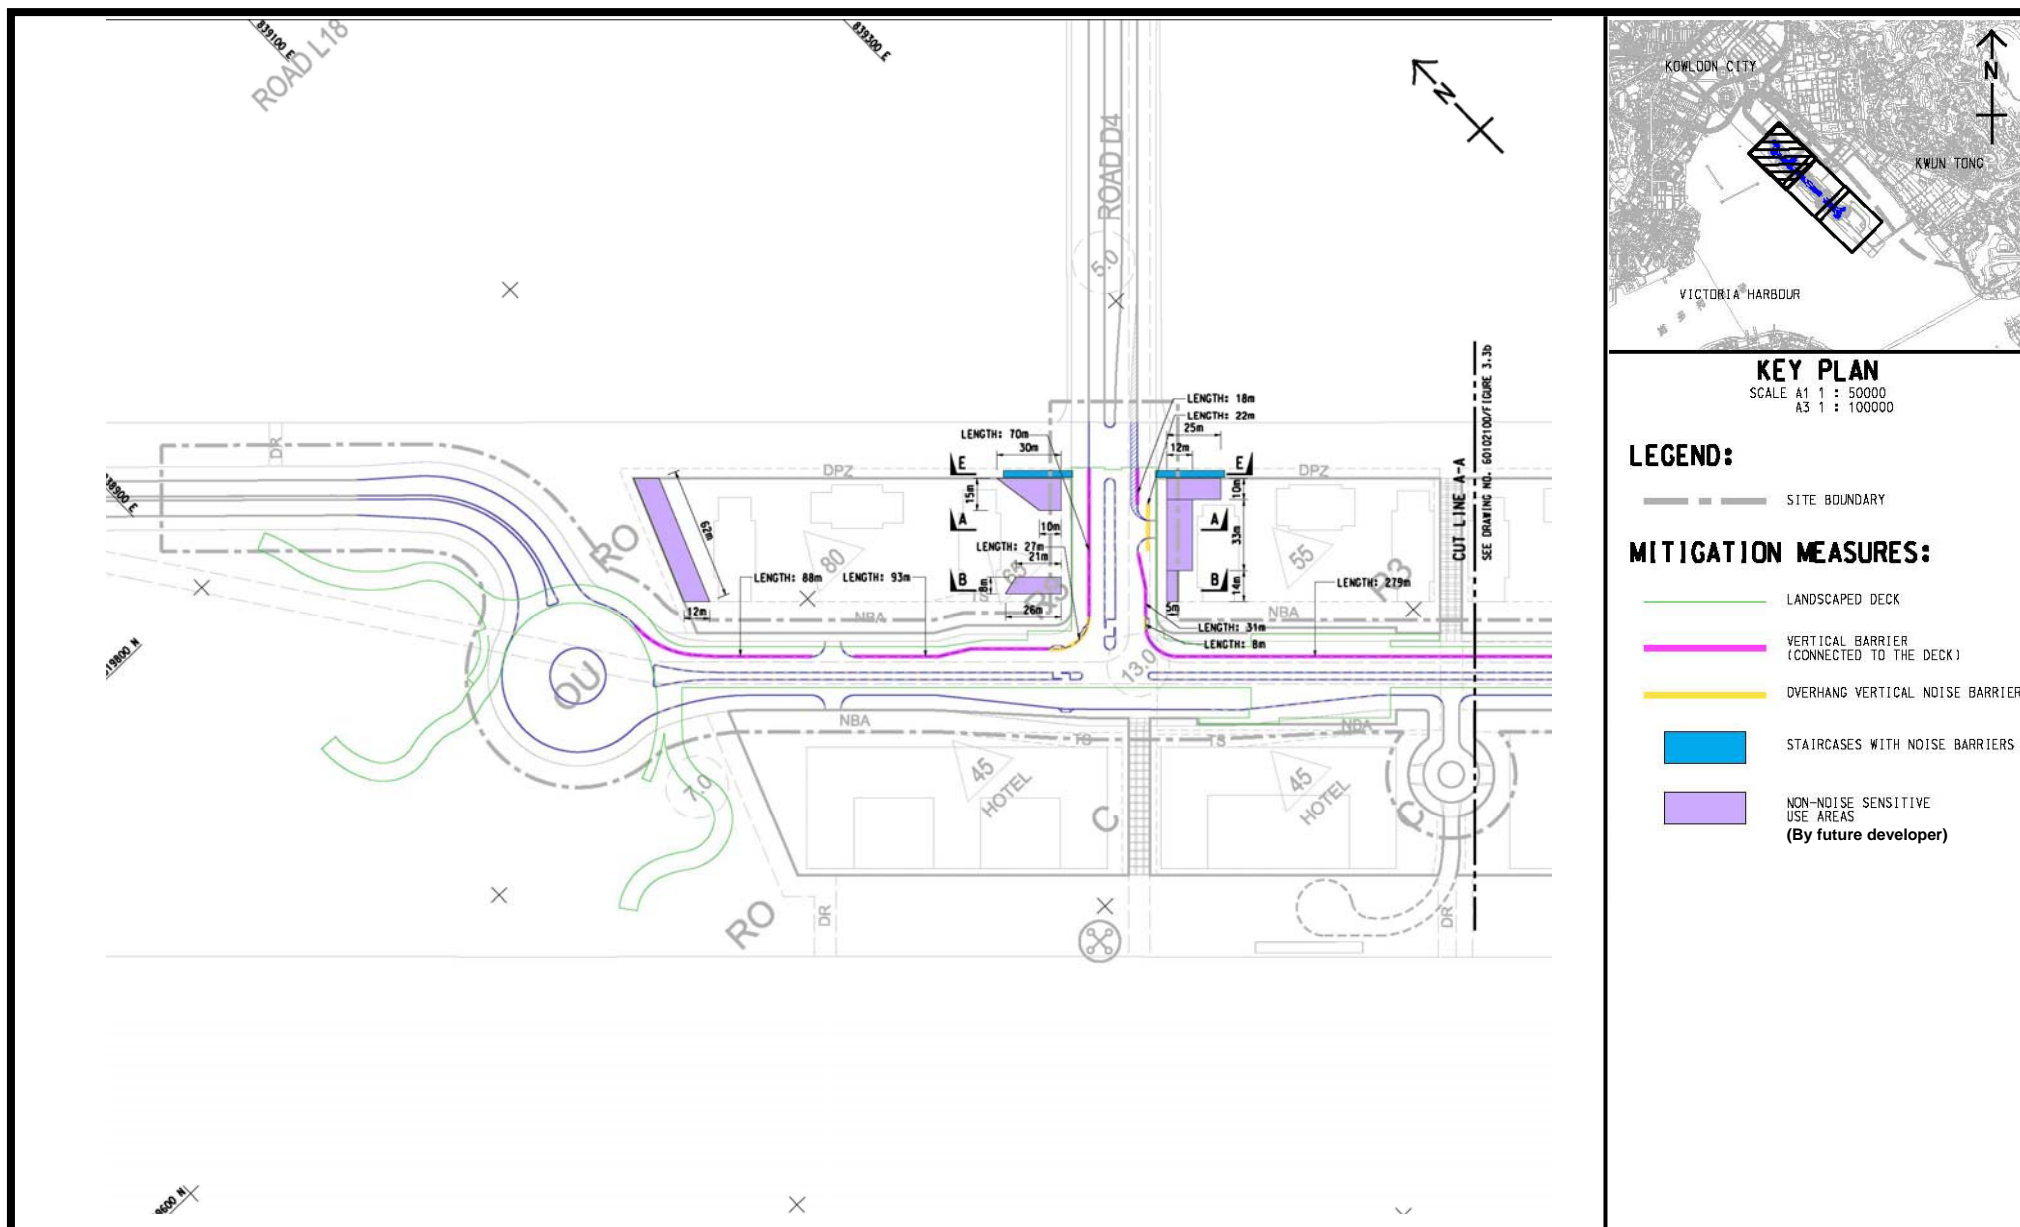 839100 E
839300 E
ROAD L18
ROAD D4
N
5.0
LENGTH: 18m
LENGTH: 22m
25m
12m
LENGTH: 70m
30m
E
E
DR
DPZ
DPZ
15m
10m
838900 E
A
A
10m
62m
33m
RO
80
55
LENGTH: 27m
21m
LENGTH: 88m
LENGTH: 93m
B
B
8m
14m
LENGTH: 279m
R3
12m
26m
5m
NBA
NBA
LENGTH: 31m
LENGTH: 8m
819800 N
13.0
OU
NBA
NBA
TS
TS
7.0
45
HOTEL
45
HOTEL
C
C
RO
DR
DR
CUT LINE A-A
SEE DRAWING NO. 60102100/FIGURE 3.3b
KOWLOON CITY
N
KWUN TONG
VICTORIA HARBOUR
KEY PLAN
SCALE A1 1 : 50000
A3 1 : 100000
LEGEND:
SITE BOUNDARY
MITIGATION MEASURES:
LANDSCAPED DECK
VERTICAL BARRIER
(CONNECTED TO THE DECK)
OVERHANG VERTICAL NOISE BARRIER
STAIRCASES WITH NOISE BARRIERS
NON-NOISE SENSITIVE
USE AREAS
(By future developer)